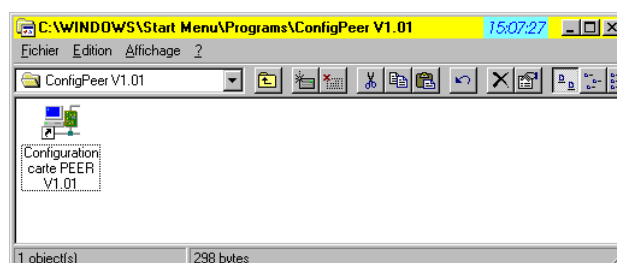 C:\WINDOWS\Start Menu\Programs\ConfigPeer V1.01 15:07:27
Fichier Edition Affichage ?
ConfigPeer V1.01
Configuration
carte PEER
V1.01
1 object(s) 298 bytes